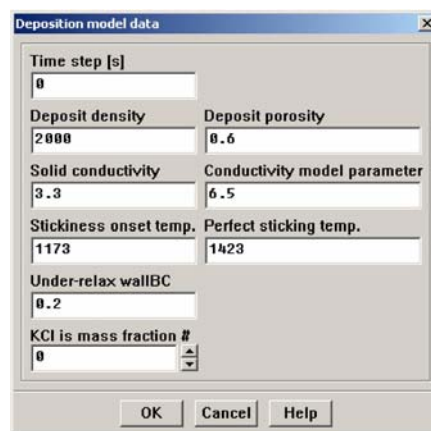 Deposition model data
Time step [s]
0
Deposit density Deposit porosity
2000 0.6
Solid conductivity Conductivity model parameter
3.3 6.5
Stickiness onset temp. Perfect sticking temp.
1173 1423
Under-relax wallBC
0.2
KCl is mass fraction #
0
OK Cancel Help